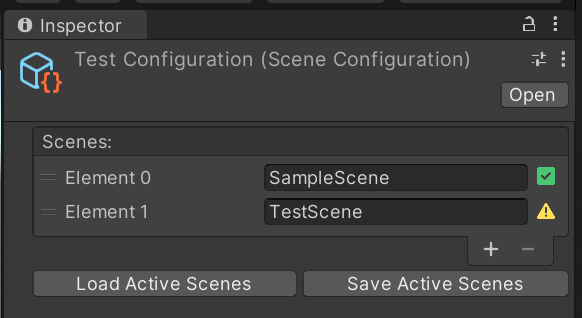 Inspector
Test Configuration (Scene Configuration)
Open
Scenes:
Element 0 SampleScene
Element 1 TestScene
Load Active Scenes Save Active Scenes